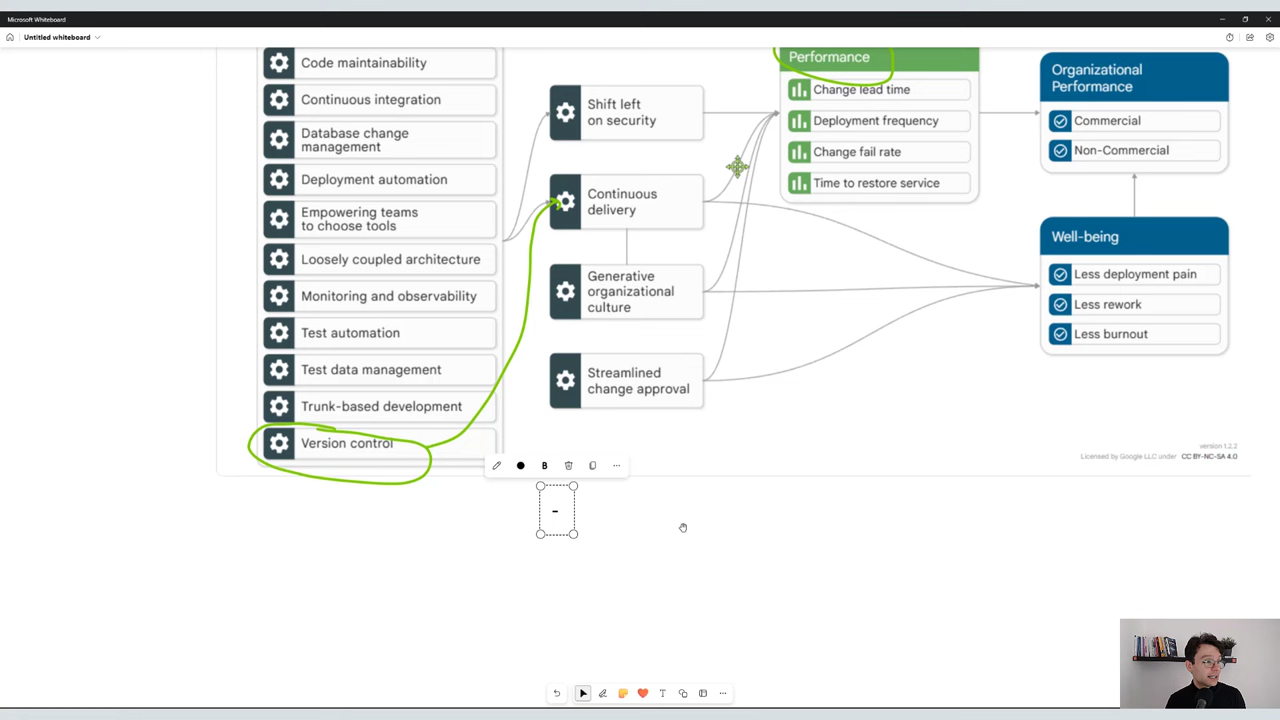 Microsoft Whiteboard
Untitled whiteboard
Code maintainability
Continuous integration
Database change
management
Deployment automation
Empowering teams
to choose tools
Loosely coupled architecture
Monitoring and observability
Test automation
Test data management
Trunk-based development
Version control
Shift left
on security
Continuous
delivery
Generative
organizational
culture
Streamlined
change approval
Performance
Change lead time
Deployment frequency
Change fail rate
Time to restore service
Organizational
Performance
Commercial
Non-Commercial
Well-being
Less deployment pain
Less rework
Less burnout
version 1.2.2
Licensed by Google LLC under CC BY-NC-SA 4.0
B
-
T